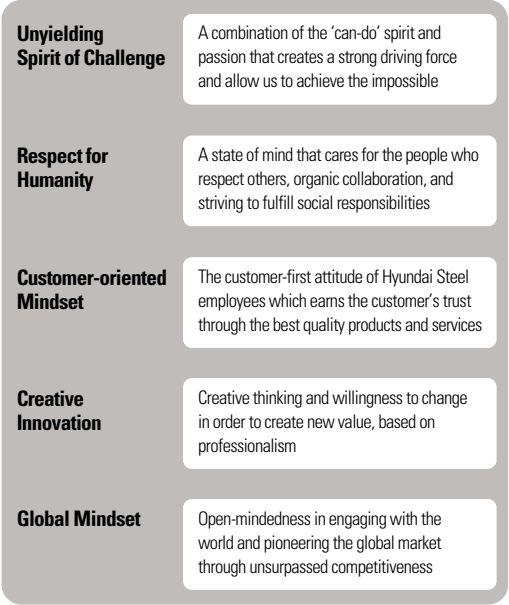 Unyielding
Spirit of Challenge
A combination of the ‘can-do’ spirit and
passion that creates a strong driving force
and allow us to achieve the impossible
Respect for
Humanity
A state of mind that cares for the people who
respect others, organic collaboration, and
striving to fulfill social responsibilities
Customer-oriented
Mindset
The customer-first attitude of Hyundai Steel
employees which earns the customer’s trust
through the best quality products and services
Creative
Innovation
Creative thinking and willingness to change
in order to create new value, based on
professionalism
Global Mindset
Open-mindedness in engaging with the
world and pioneering the global market
through unsurpassed competitiveness